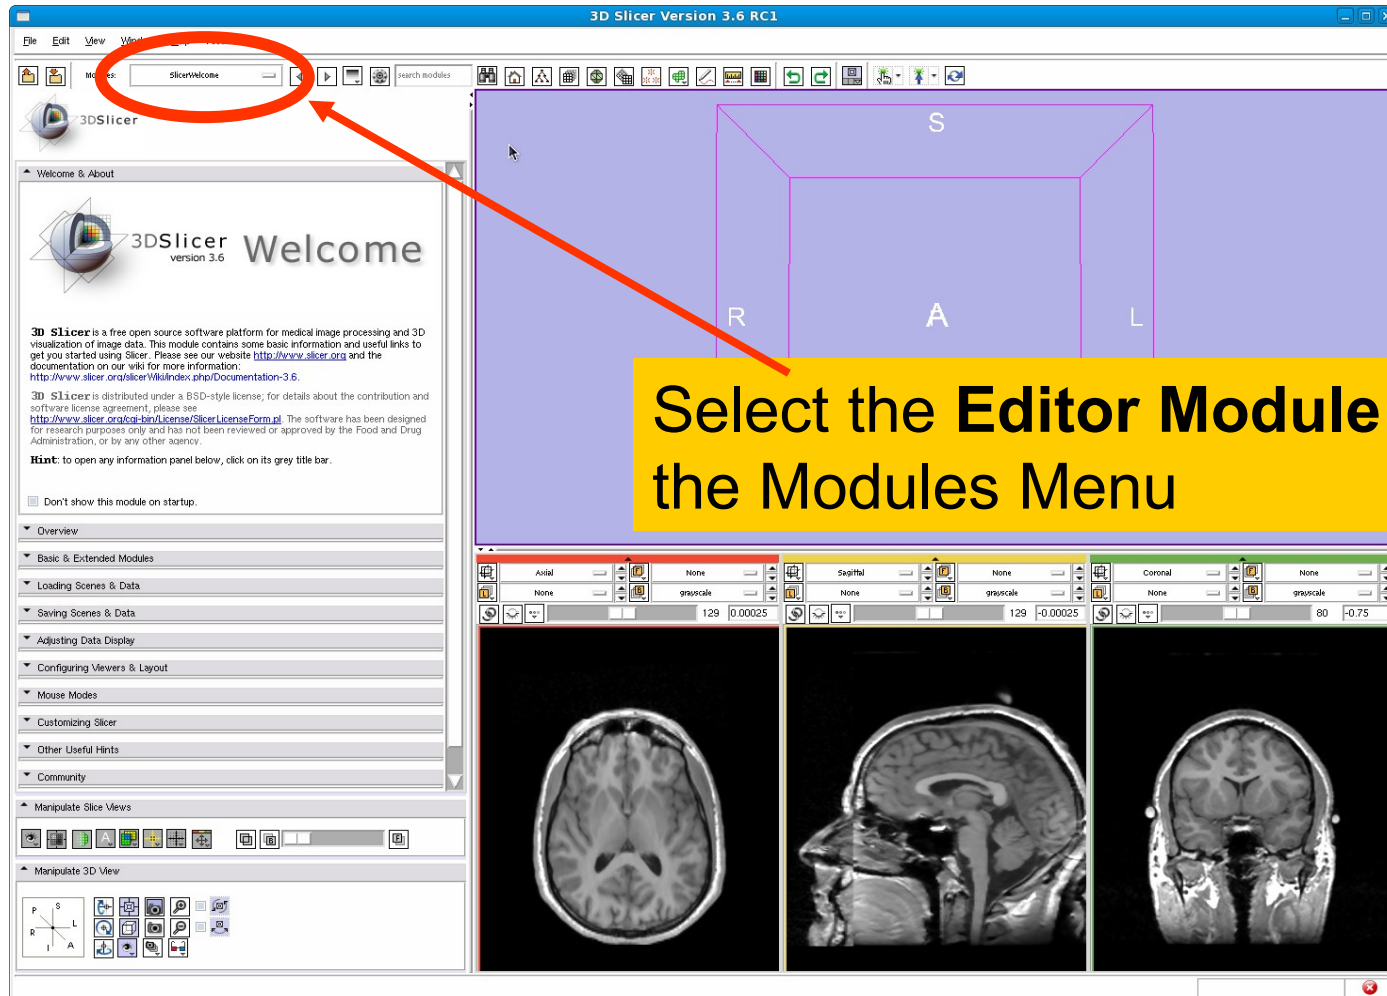 3D Slicer Version 3.6 RC1
File Edit View
SlicerWelcome
search modules
3DSlicer
Welcome & About
3DSlicer Welcome
version 3.6
3D Slicer is a free open source software platform for medical image processing and 3D
visualization of image data. This module contains some basic information and useful links to
get you started using Slicer. Please see our website http://www.slicer.org and the
documentation on our wiki for more information:
http://www.slicer.org/slicerWiki/index.php/Documentation-3.6.
3D Slicer is distributed under a BSD-style license; for details about the contribution and
software license agreement, please see
http://www.slicer.org/cgi-bin/License/SlicerLicenseForm.pl. The software has been designed
for research purposes only and has not been reviewed or approved by the Food and Drug
Administration, or by any other agency.
Hint: to open any information panel below, click on its grey title bar.
Don't show this module on startup.
Overview
Basic & Extended Modules
Loading Scenes & Data
Saving Scenes & Data
Adjusting Data Display
Configuring Viewers & Layout
Mouse Modes
Customizing Slicer
Other Useful Hints
Community
Manipulate Slice Views
Manipulate 3D View
P S
R L
I A
S
R A L
Select the Editor Module
the Modules Menu
Axial None
None grayscale
129 0.00025
Sagittal None
None grayscale
129 -0.00025
Coronal None
None grayscale
80 -0.75